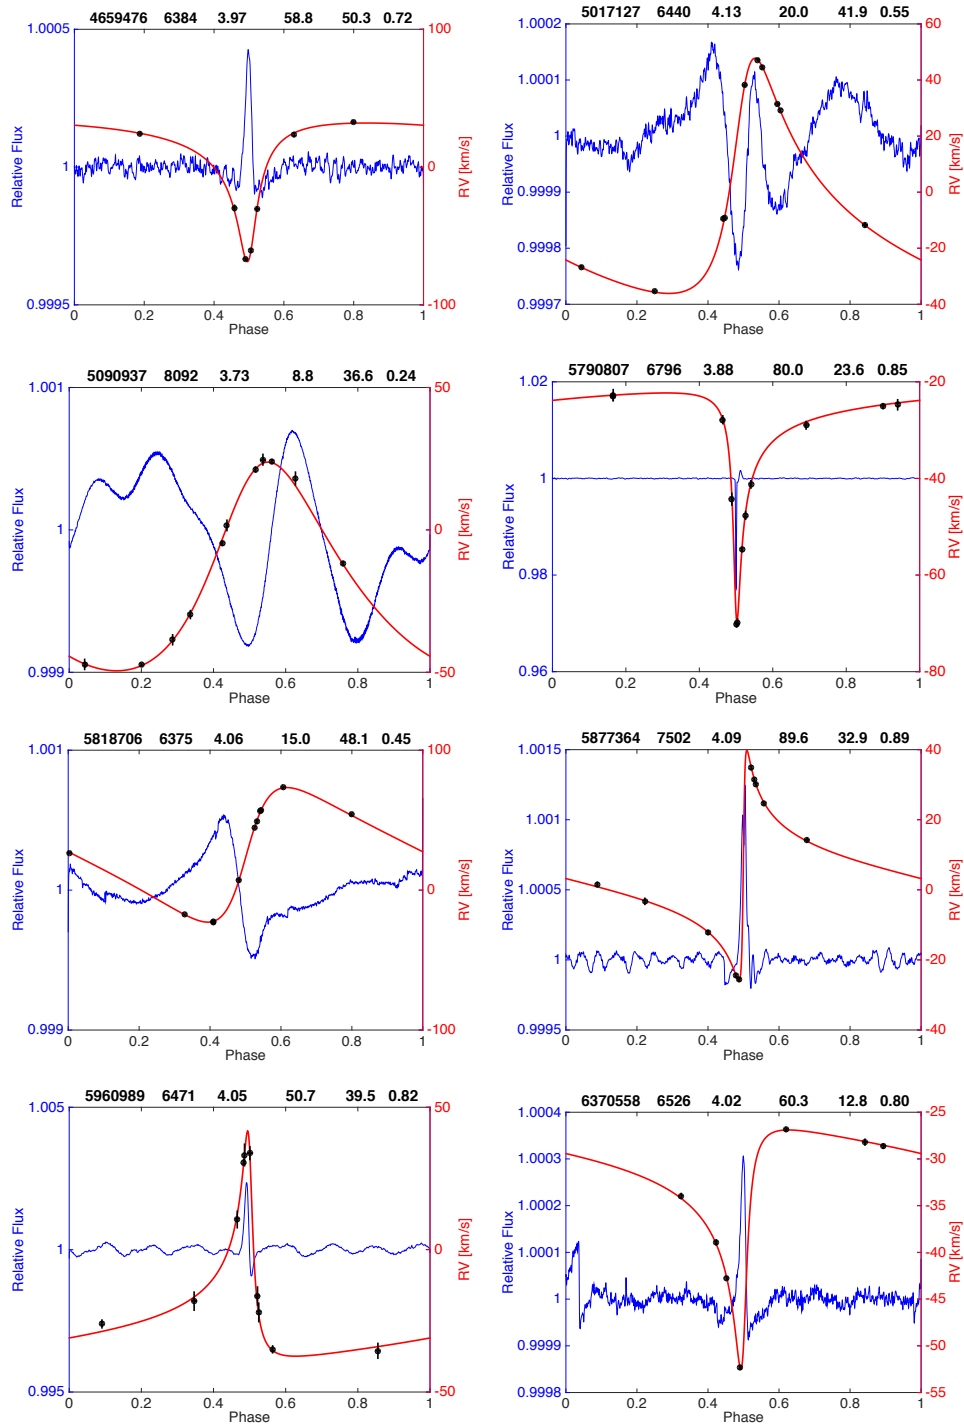 4659476 6384 3.97 58.8 50.3 0.72
1.0005
1
0.9995
Relative Flux
100
0
-100
RV [km/s]
0 0.2 0.4 0.6 0.8 1
Phase
5017127 6440 4.13 20.0 41.9 0.55
1.0002
1.0001
1
0.9999
0.9998
0.9997
Relative Flux
60
40
20
0
-20
-40
RV [km/s]
0 0.2 0.4 0.6 0.8 1
Phase
5090937 8092 3.73 8.8 36.6 0.24
1.001
1
0.999
Relative Flux
50
0
-50
RV [km/s]
0 0.2 0.4 0.6 0.8 1
Phase
5790807 6796 3.88 80.0 23.6 0.85
1.02
1
0.98
0.96
Relative Flux
-20
-40
-60
-80
RV [km/s]
0 0.2 0.4 0.6 0.8 1
Phase
5818706 6375 4.06 15.0 48.1 0.45
1.001
1
0.999
Relative Flux
100
0
-100
RV [km/s]
0 0.2 0.4 0.6 0.8 1
Phase
5877364 7502 4.09 89.6 32.9 0.89
1.0015
1.001
1.0005
1
0.9995
Relative Flux
40
20
0
-20
-40
RV [km/s]
0 0.2 0.4 0.6 0.8 1
Phase
5960989 6471 4.05 50.7 39.5 0.82
1.005
1
0.995
Relative Flux
50
0
-50
RV [km/s]
0 0.2 0.4 0.6 0.8 1
Phase
6370558 6526 4.02 60.3 12.8 0.80
1.0004
1.0003
1.0002
1.0001
1
0.9999
0.9998
Relative Flux
-25
-30
-35
-40
-45
-50
-55
RV [km/s]
0 0.2 0.4 0.6 0.8 1
Phase